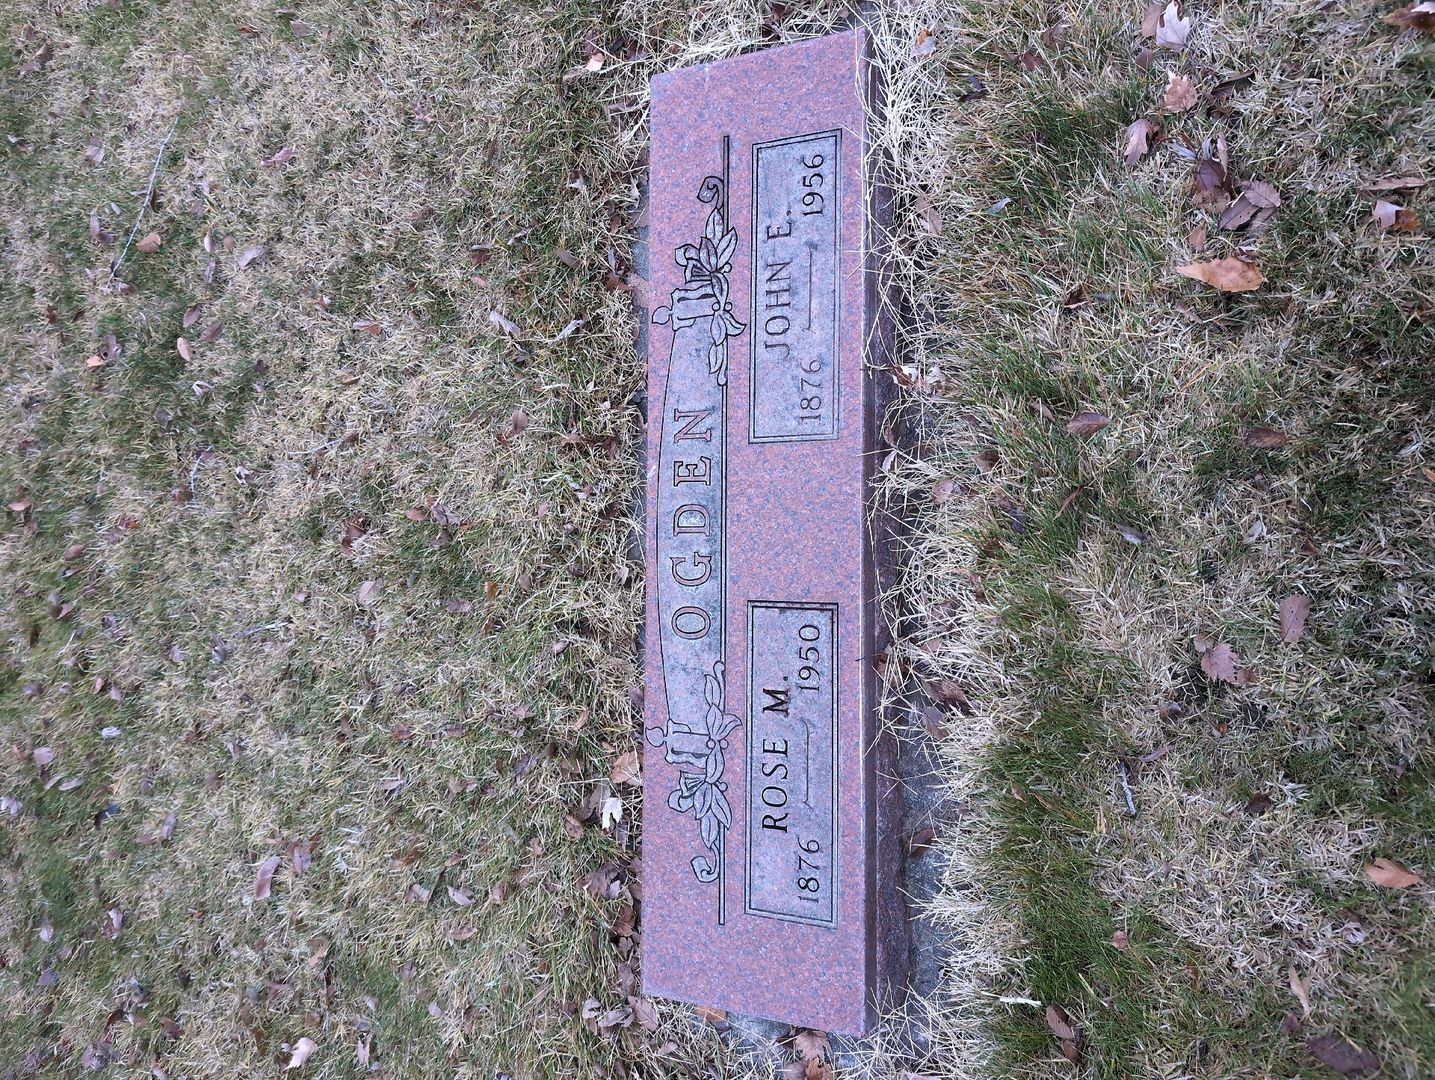 OGDEN
ROSE M.
1876 1950
JOHN E.
1876 1956